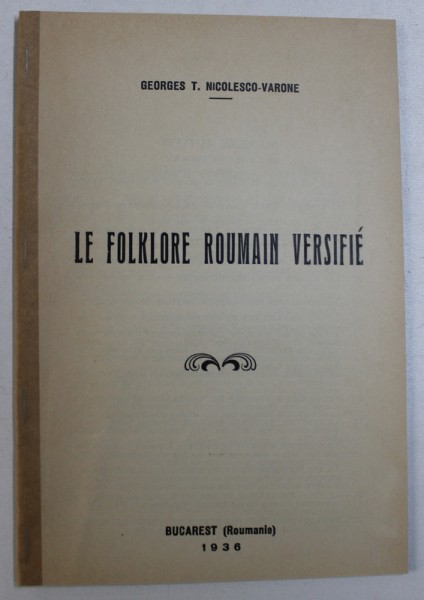 GEORGES T. NICOLESCO-VARONE
LE FOLKLORE ROUMAIN VERSIFIÉ
BUCAREST (Roumanie)
1936